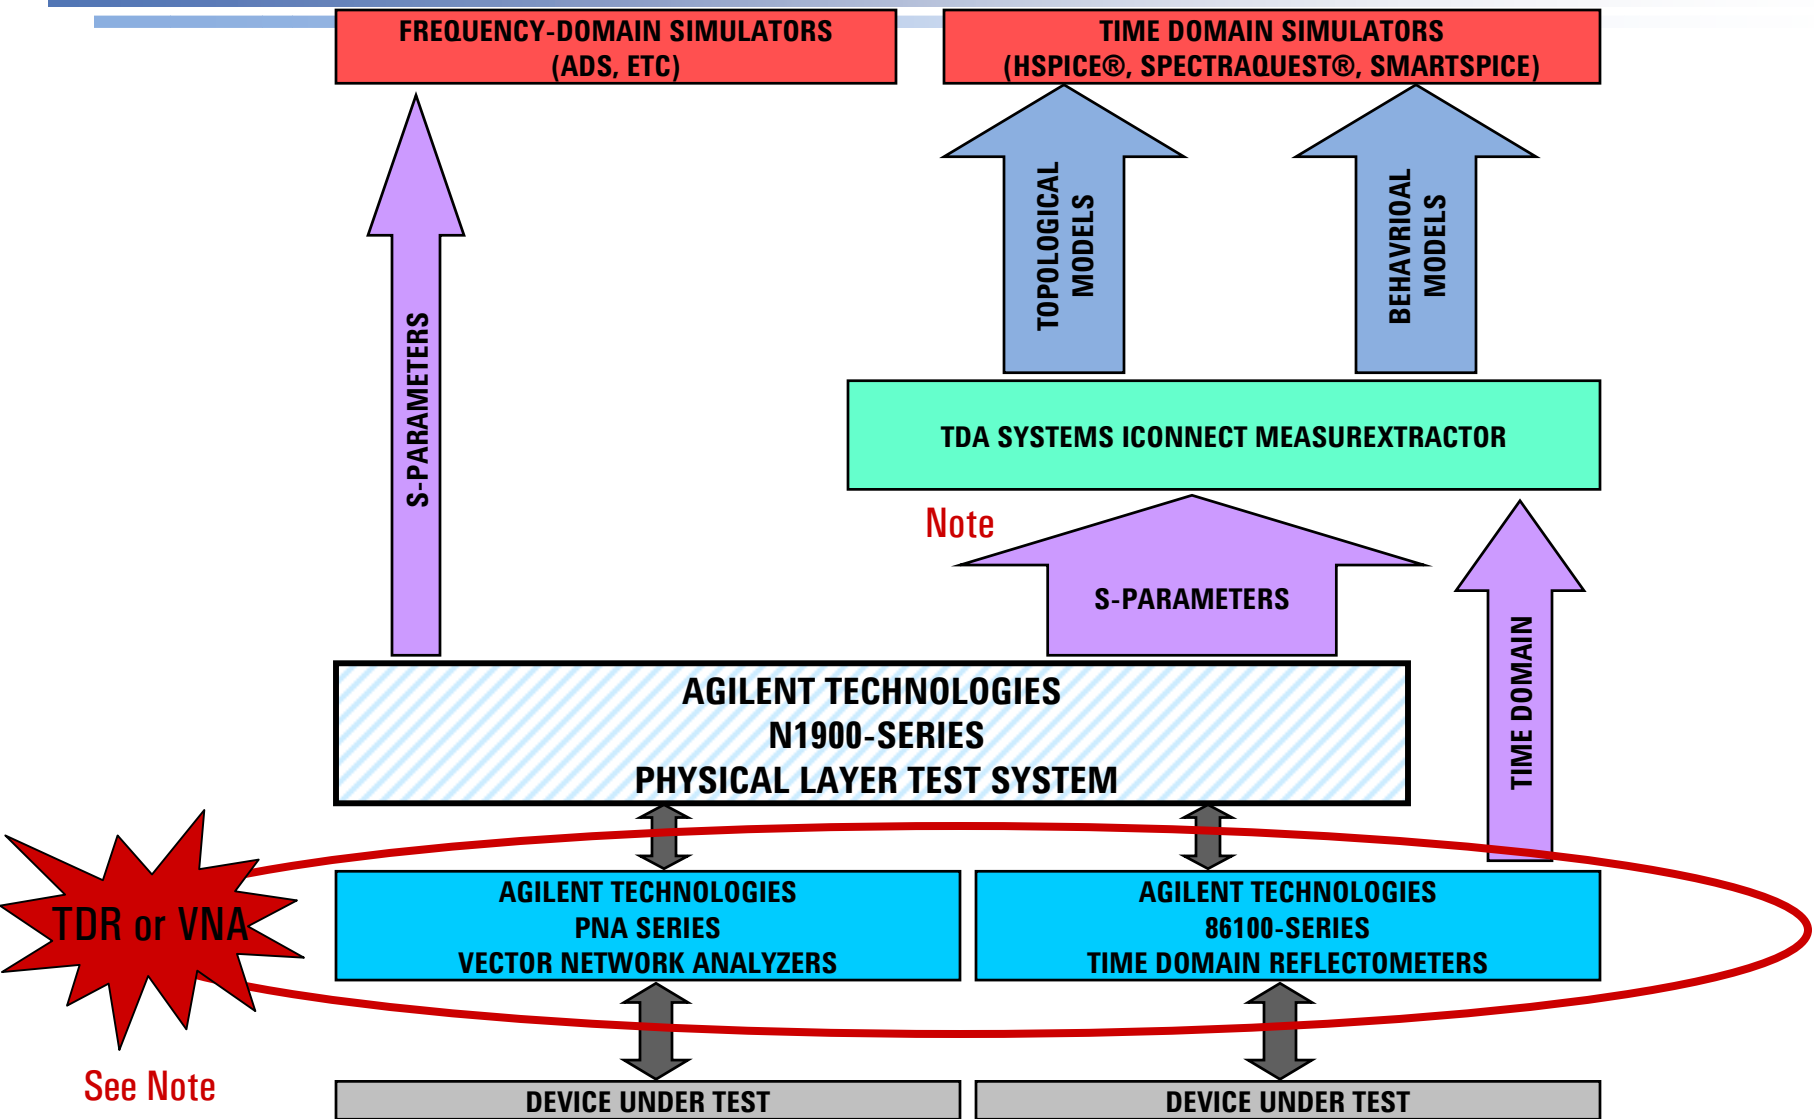 FREQUENCY-DOMAIN SIMULATORS
(ADS, ETC)
TIME DOMAIN SIMULATORS
(HSPICE®, SPECTRAQUEST®, SMARTSPICE)
S-PARAMETERS
TOPOLOGICAL
MODELS
BEHAVRIOAL
MODELS
TDA SYSTEMS ICONNECT MEASUREXTRACTOR
Note
S-PARAMETERS
TIME DOMAIN
AGILENT TECHNOLOGIES
N1900-SERIES
PHYSICAL LAYER TEST SYSTEM
TDR or VNA
AGILENT TECHNOLOGIES
PNA SERIES
VECTOR NETWORK ANALYZERS
AGILENT TECHNOLOGIES
86100-SERIES
TIME DOMAIN REFLECTOMETERS
See Note
DEVICE UNDER TEST
DEVICE UNDER TEST